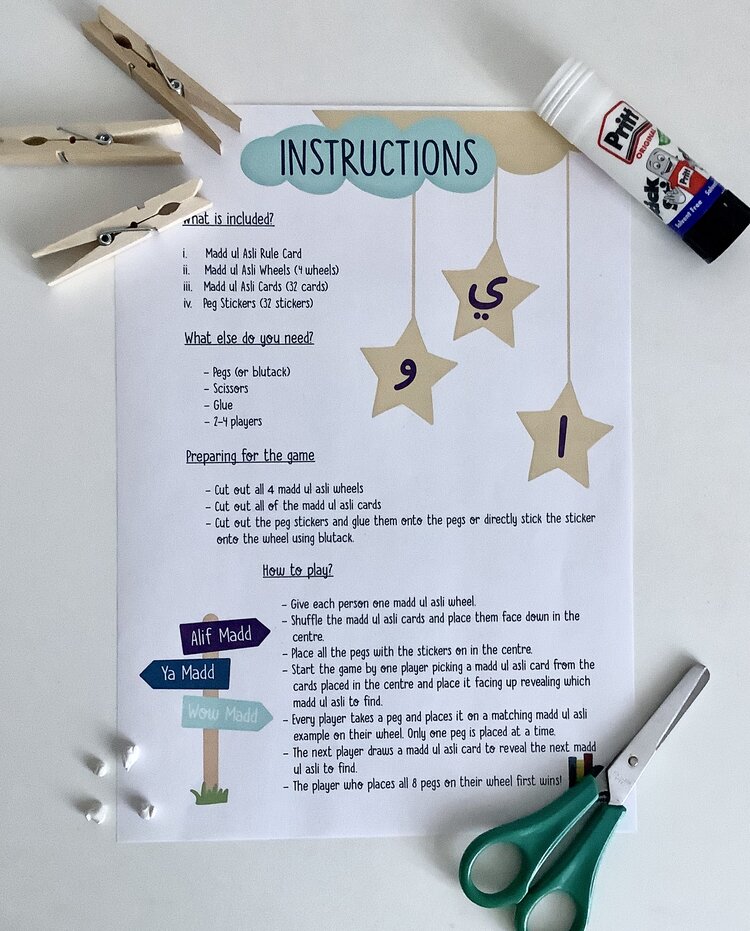 INSTRUCTIONS
What is included?
i. Madd ul Asli Rule Card
ii. Madd ul Asli Wheels (4 wheels)
iii. Madd ul Asli Cards (32 cards)
iv. Peg Stickers (32 stickers)
What else do you need?
- Pegs (or blutack)
- Scissors
- Glue
- 2-4 players
ي
و
ا
Preparing for the game
- Cut out all 4 madd ul asli wheels
- Cut out all of the madd ul asli cards
- Cut out the peg stickers and glue them onto the pegs or directly stick the sticker
onto the wheel using blutack.
How to play?
- Give each person one madd ul asli wheel.
- Shuffle the madd ul asli cards and place them face down in the
centre.
- Place all the pegs with the stickers on in the centre.
- Start the game by one player picking a madd ul asli card from the
cards placed in the centre and place it facing up revealing which
madd ul asli to find.
- Every player takes a peg and places it on a matching madd ul asli
example on their wheel. Only one peg is placed at a time.
- The next player draws a madd ul asli card to reveal the next madd
ul asli to find.
- The player who places all 8 pegs on their wheel first wins!
Alif Madd
Ya Madd
Wow Madd
Pritt
ORIGINAL
Pritt
Solvent Free